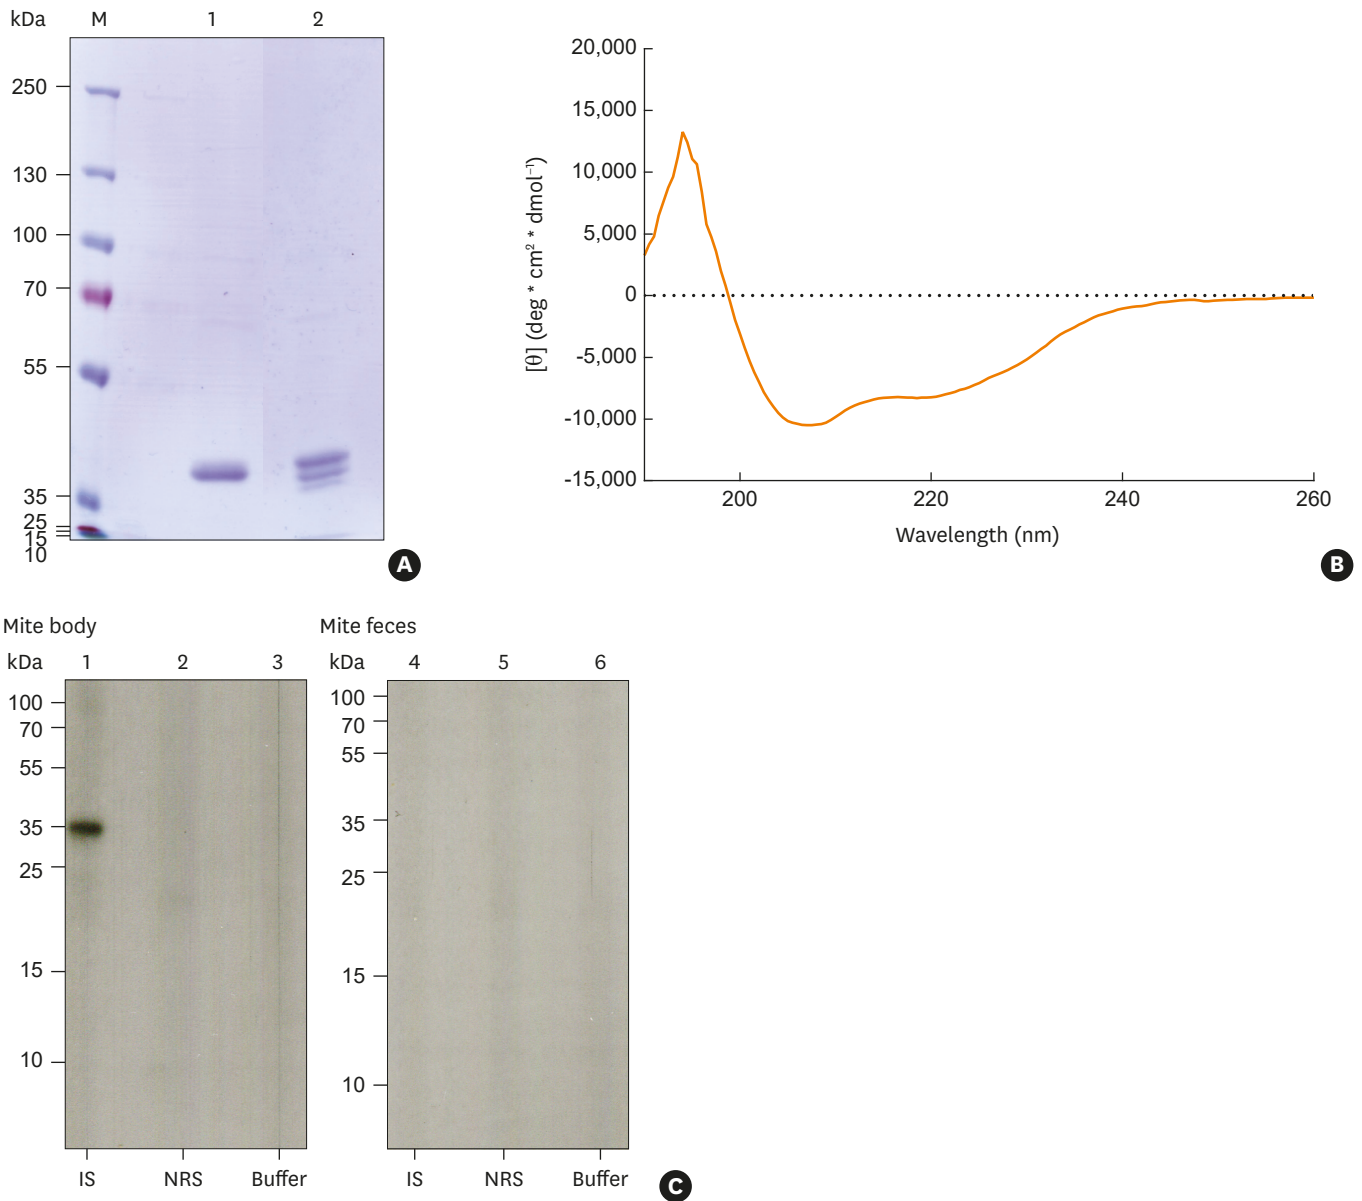 kDa M 1 2
250
130
100
70
55
35
25
15
10
A
20,000
15,000
10,000
5,000
0
-5,000
-10,000
-15,000
200 220 240 260
[θ] (deg * cm² * dmol⁻¹)
Wavelength (nm)
B
Mite body
kDa 1 2 3
100
70
55
35
25
15
10
IS NRS Buffer
Mite feces
kDa 4 5 6
100
70
55
35
25
15
10
IS NRS Buffer
C